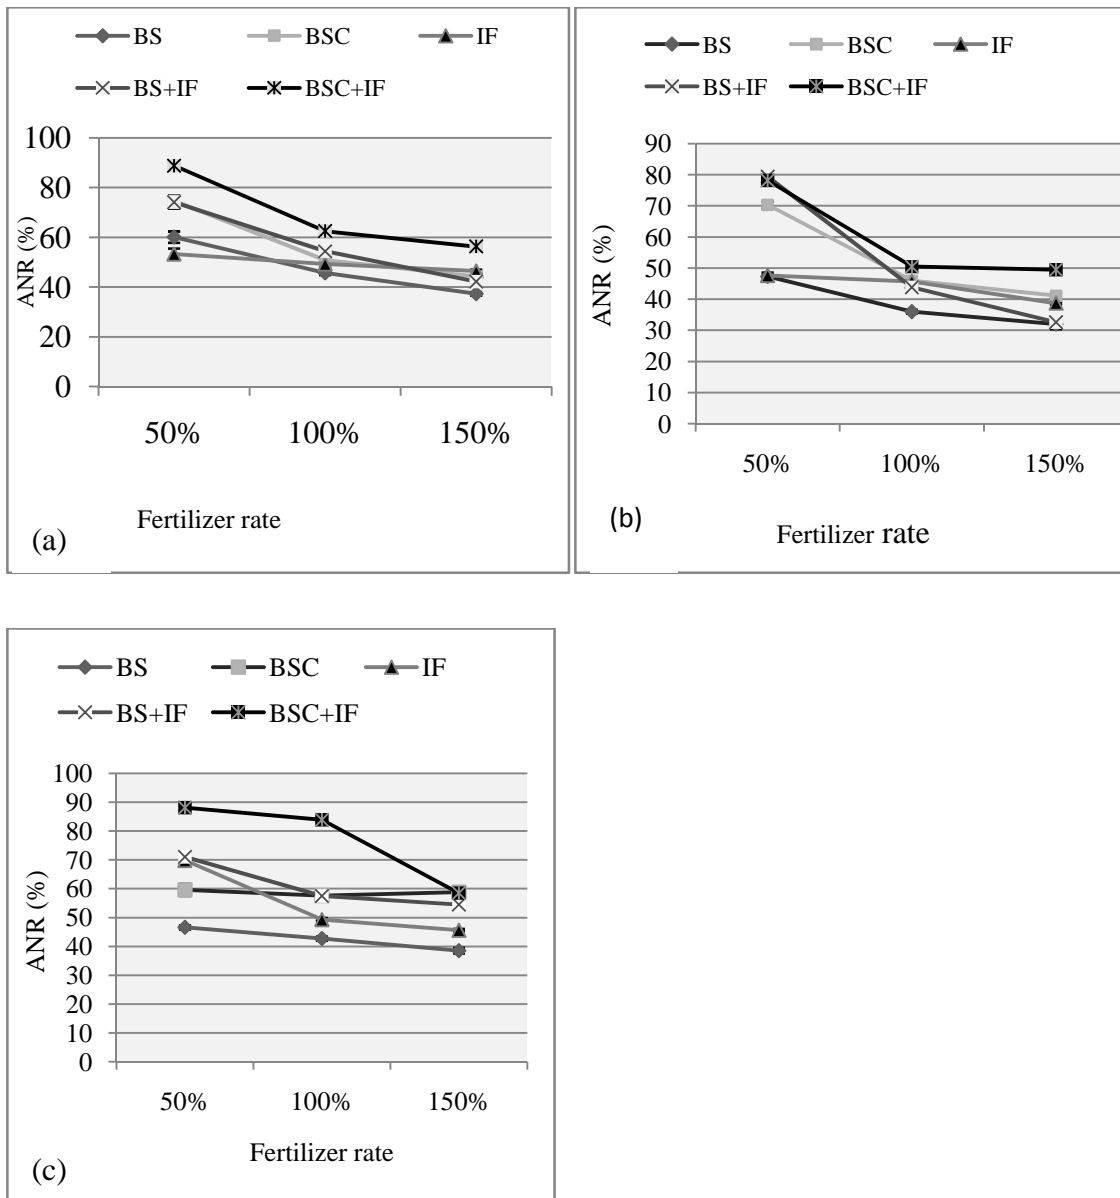 BS BSC IF
BS+IF BSC+IF
100
80
60
40
20
0
ANR (%)
50% 100% 150%
Fertilizer rate
(a)
BS BSC IF
BS+IF BSC+IF
90
80
70
60
50
40
30
20
10
0
ANR (%)
50% 100% 150%
Fertilizer rate
(b)
BS BSC IF
BS+IF BSC+IF
100
90
80
70
60
50
40
30
20
10
0
ANR (%)
50% 100% 150%
Fertilizer rate
(c)